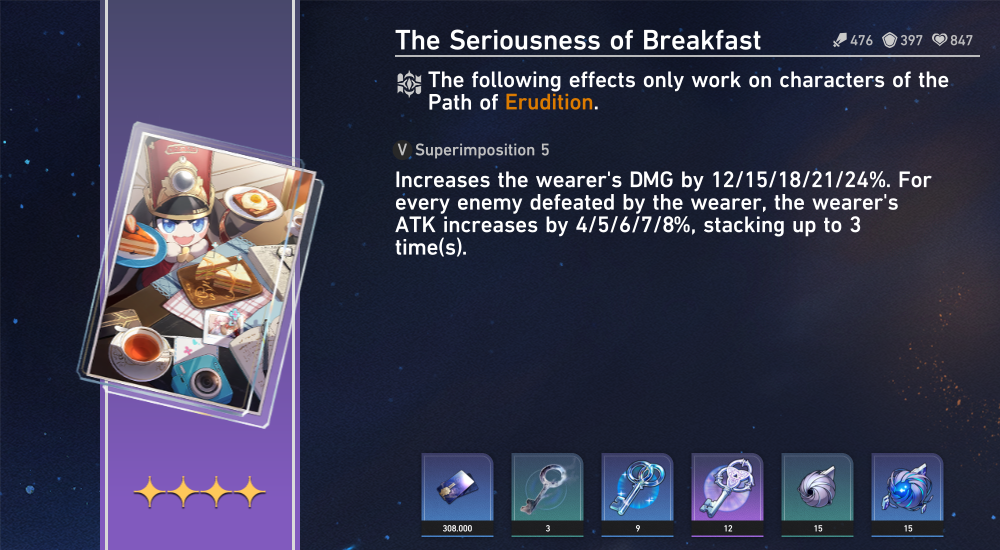 The Seriousness of Breakfast
476 397 847
The following effects only work on characters of the
Path of Erudition.
V Superimposition 5
Increases the wearer's DMG by 12/15/18/21/24%. For
every enemy defeated by the wearer, the wearer's
ATK increases by 4/5/6/7/8%, stacking up to 3
time(s).
308.000
3
9
12
15
15